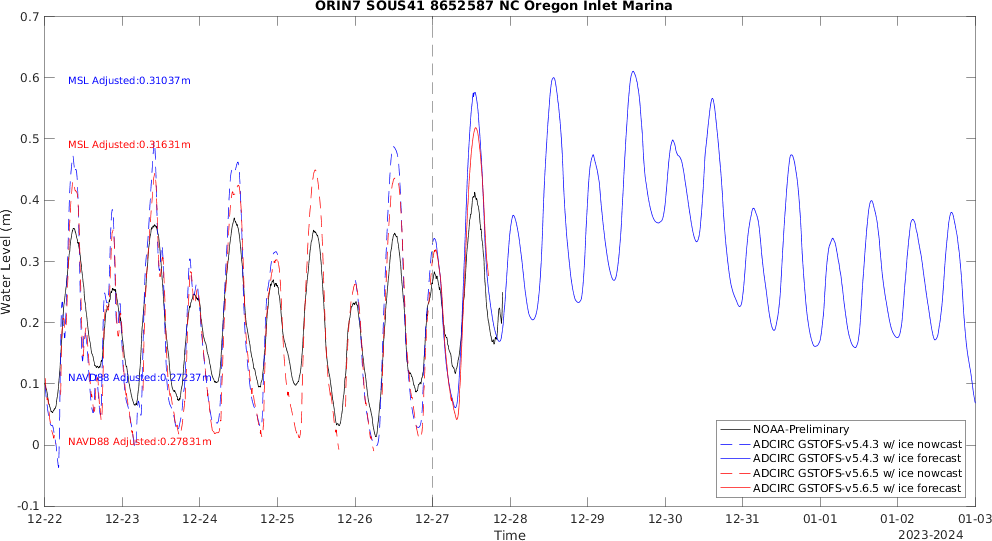 ORIN7 SOUS41 8652587 NC Oregon Inlet Marina
Water Level (m)
0.7
0.6
0.5
0.4
0.3
0.2
0.1
0
-0.1
MSL Adjusted:0.31037m
MSL Adjusted:0.31631m
NAVD88 Adjusted:0.27237m
NAVD88 Adjusted:0.27831m
NOAA-Preliminary
ADCIRC GSTOFS-v5.4.3 w/ ice nowcast
ADCIRC GSTOFS-v5.4.3 w/ ice forecast
ADCIRC GSTOFS-v5.6.5 w/ ice nowcast
ADCIRC GSTOFS-v5.6.5 w/ ice forecast
12-22 12-23 12-24 12-25 12-26 12-27 12-28 12-29 12-30 12-31 01-01 01-02 01-03
Time
2023-2024